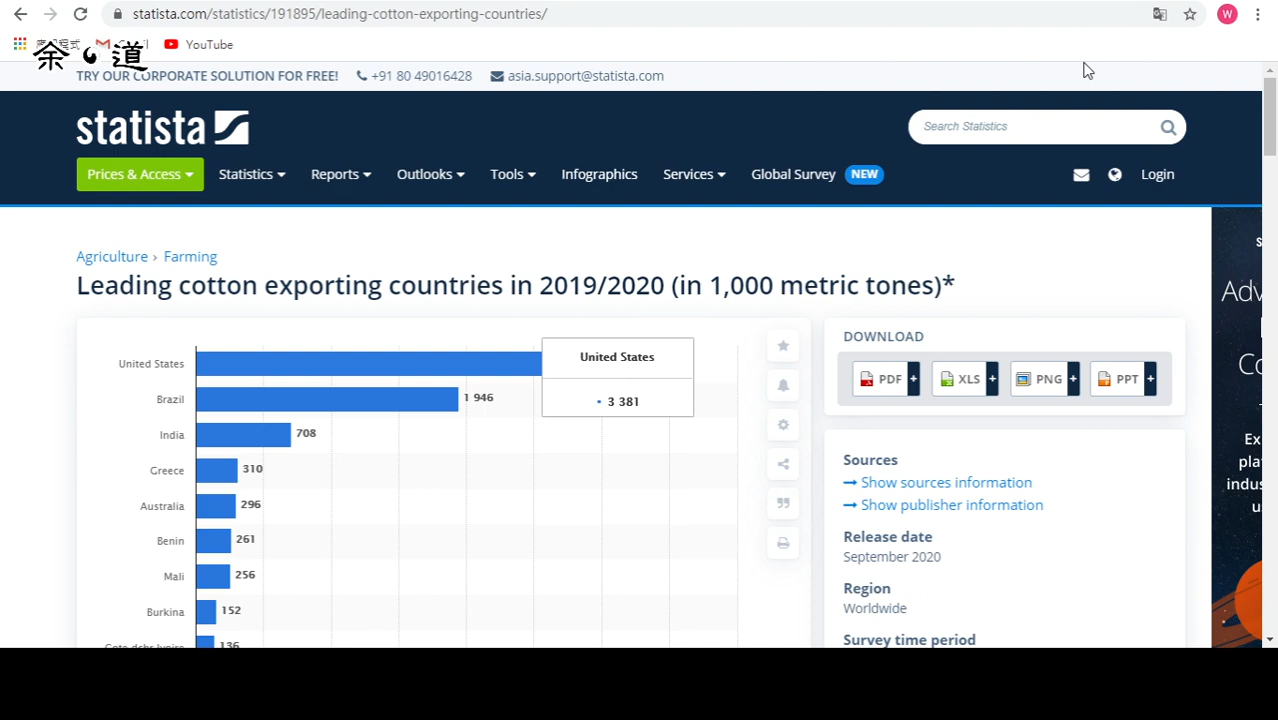 statista.com/statistics/191895/leading-cotton-exporting-countries/
W
YouTube
余道
TRY OUR CORPORATE SOLUTION FOR FREE! +91 80 49016428 asia.support@statista.com
statista
Search Statistics
Prices & Access Statistics Reports Outlooks Tools Infographics Services Global Survey NEW Login
Agriculture › Farming
Leading cotton exporting countries in 2019/2020 (in 1,000 metric tones)*
United States
United States
• 3 381
Brazil 1 946
India 708
Greece 310
Australia 296
Benin 261
Mali 256
Burkina 152
136
DOWNLOAD
PDF + XLS + PNG + PPT +
Sources
Show sources information
Show publisher information
Release date
September 2020
Region
Worldwide
Survey time period